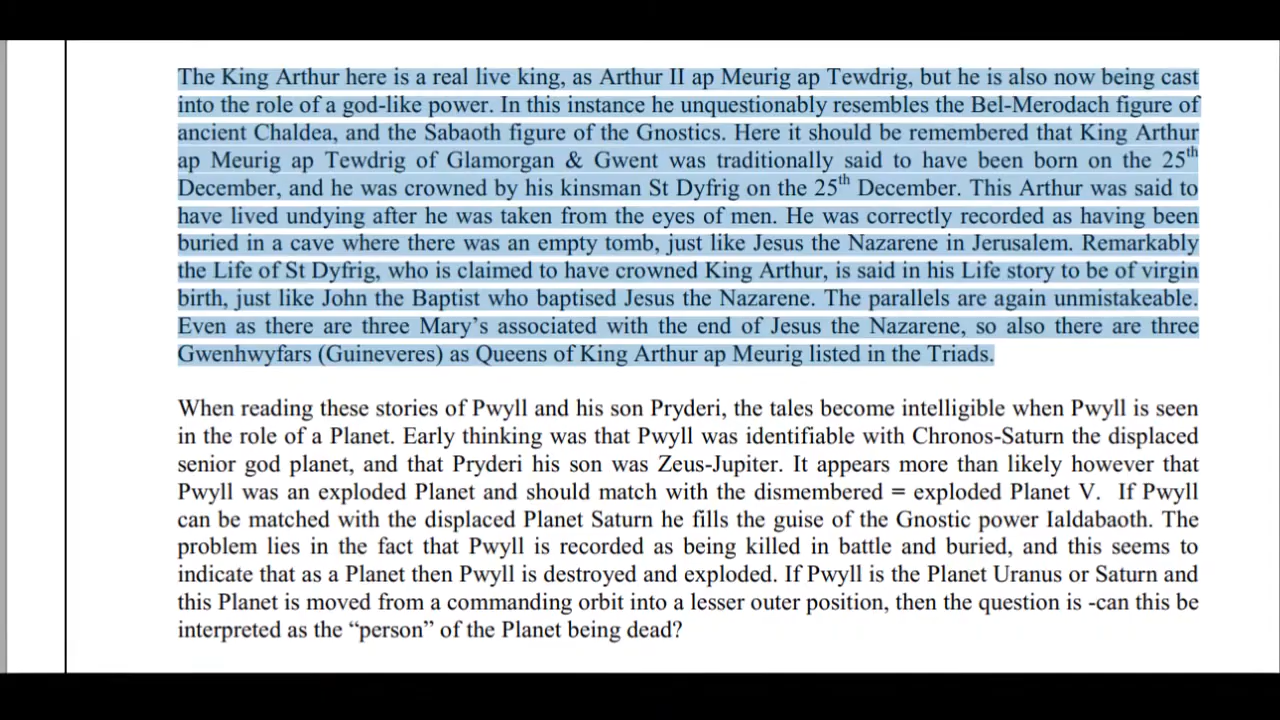 The King Arthur here is a real live king, as Arthur II ap Meurig ap Tewdrig, but he is also now being cast
into the role of a god-like power. In this instance he unquestionably resembles the Bel-Merodach figure of
ancient Chaldea, and the Sabaoth figure of the Gnostics. Here it should be remembered that King Arthur
ap Meurig ap Tewdrig of Glamorgan & Gwent was traditionally said to have been born on the 25th
December, and he was crowned by his kinsman St Dyfrig on the 25th December. This Arthur was said to
have lived undying after he was taken from the eyes of men. He was correctly recorded as having been
buried in a cave where there was an empty tomb, just like Jesus the Nazarene in Jerusalem. Remarkably
the Life of St Dyfrig, who is claimed to have crowned King Arthur, is said in his Life story to be of virgin
birth, just like John the Baptist who baptised Jesus the Nazarene. The parallels are again unmistakeable.
Even as there are three Mary's associated with the end of Jesus the Nazarene, so also there are three
Gwenhwyfars (Guineveres) as Queens of King Arthur ap Meurig listed in the Triads.
When reading these stories of Pwyll and his son Pryderi, the tales become intelligible when Pwyll is seen
in the role of a Planet. Early thinking was that Pwyll was identifiable with Chronos-Saturn the displaced
senior god planet, and that Pryderi his son was Zeus-Jupiter. It appears more than likely however that
Pwyll was an exploded Planet and should match with the dismembered = exploded Planet V. If Pwyll
can be matched with the displaced Planet Saturn he fills the guise of the Gnostic power Ialdabaoth. The
problem lies in the fact that Pwyll is recorded as being killed in battle and buried, and this seems to
indicate that as a Planet then Pwyll is destroyed and exploded. If Pwyll is the Planet Uranus or Saturn and
this Planet is moved from a commanding orbit into a lesser outer position, then the question is -can this be
interpreted as the “person” of the Planet being dead?